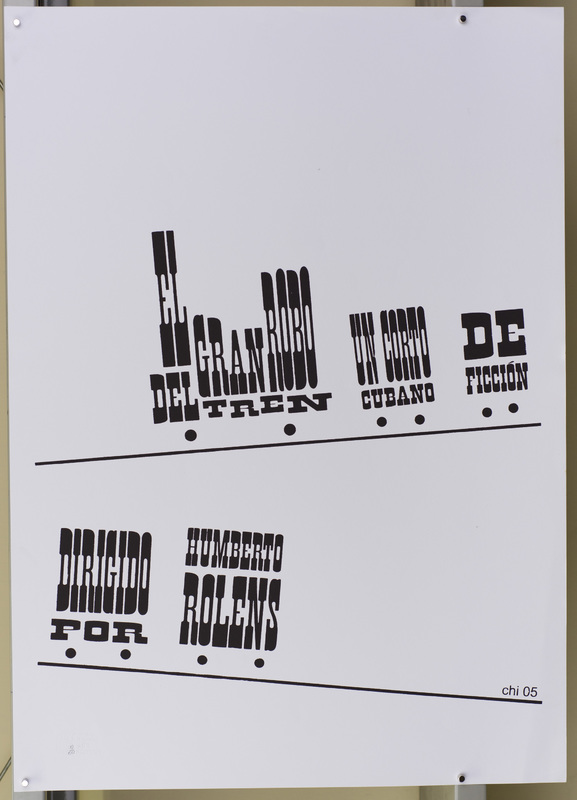 EL
GRAN ROBO
DEL TREN
UN CORTO
CUBANO
DE
FICCIÓN
DIRIGIDO
POR
HUMBERTO
ROLENS
chi 05